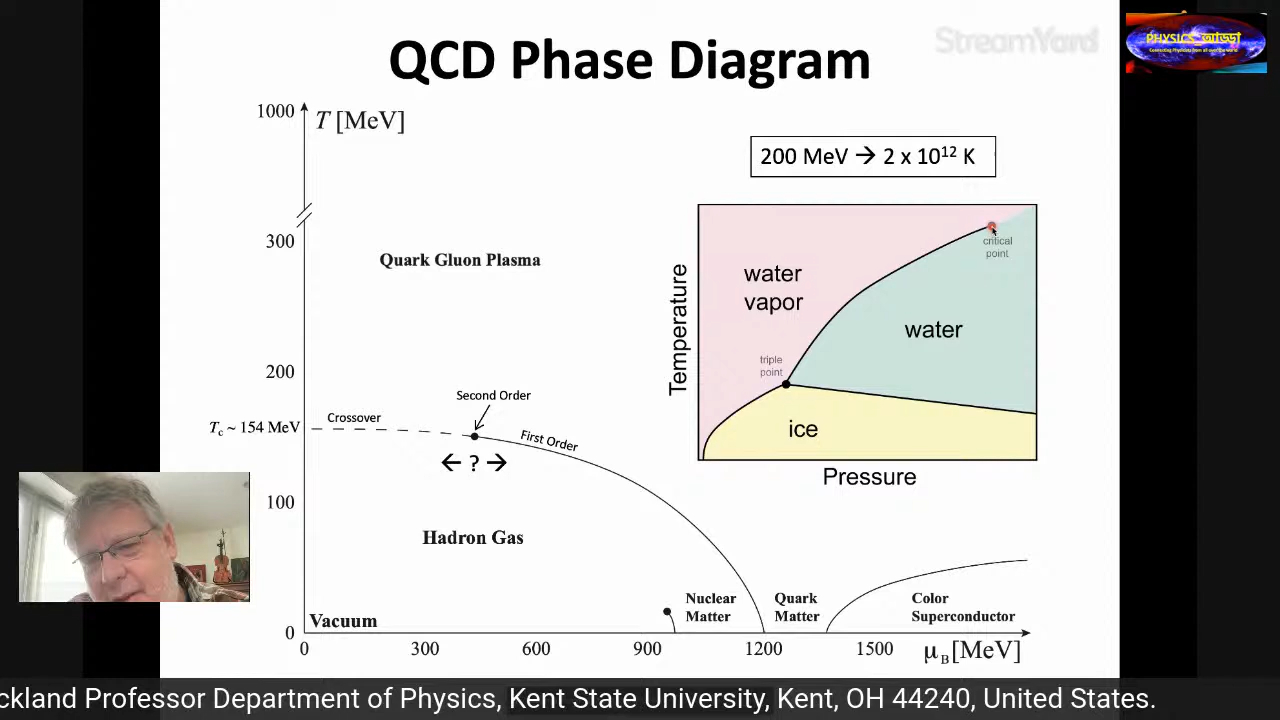 QCD Phase Diagram
StreamYard
PHYSICS_আড্ডা
1000
T [MeV]
200 MeV → 2 x 10¹² K
300
Quark Gluon Plasma
200
Second Order
Crossover
First Order
T_c ~ 154 MeV
← ? →
100
Hadron Gas
Vacuum
0
Nuclear
Matter
Quark
Matter
Color
Superconductor
0 300 600 900 1200 1500 μ_B [MeV]
Temperature
water
vapor
critical
point
water
triple
point
ice
Pressure
ckland Professor Department of Physics, Kent State University, Kent, OH 44240, United States.